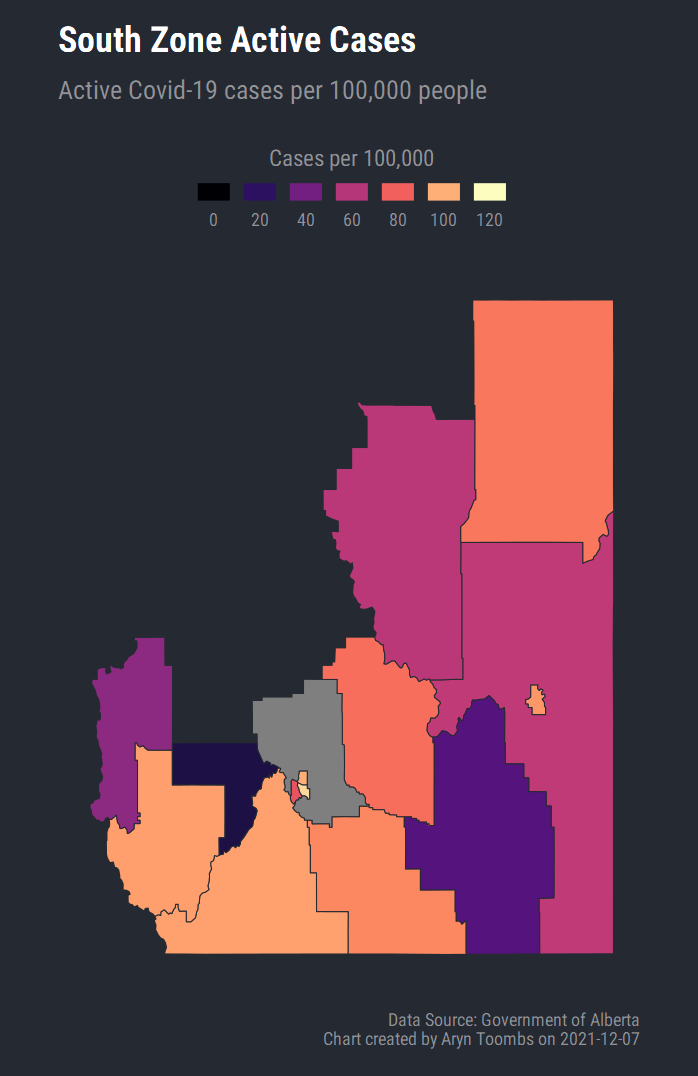 South Zone Active Cases
Active Covid-19 cases per 100,000 people
Cases per 100,000
0 20 40 60 80 100 120
Data Source: Government of Alberta
Chart created by Aryn Toombs on 2021-12-07